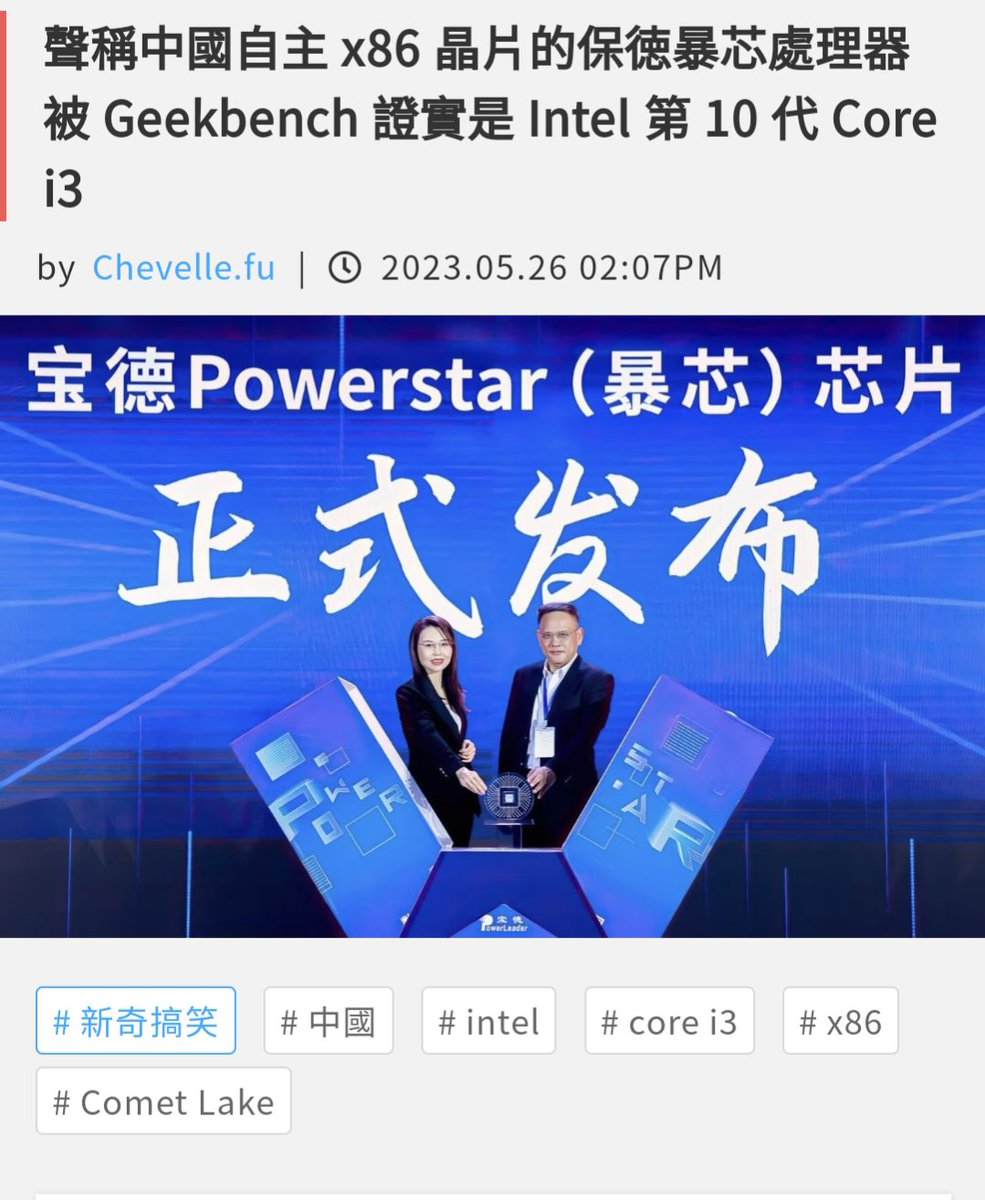 聲稱中國自主 x86 晶片的保徳暴芯處理器
被 Geekbench 證實是 Intel 第 10 代 Core
i3
by Chevelle.fu | 2023.05.26 02:07PM
宝德Powerstar（暴芯）芯片
正式发布
POWER
STAR
宝德
PowerLeader
# 新奇搞笑 # 中國 # intel # core i3 # x86
# Comet Lake